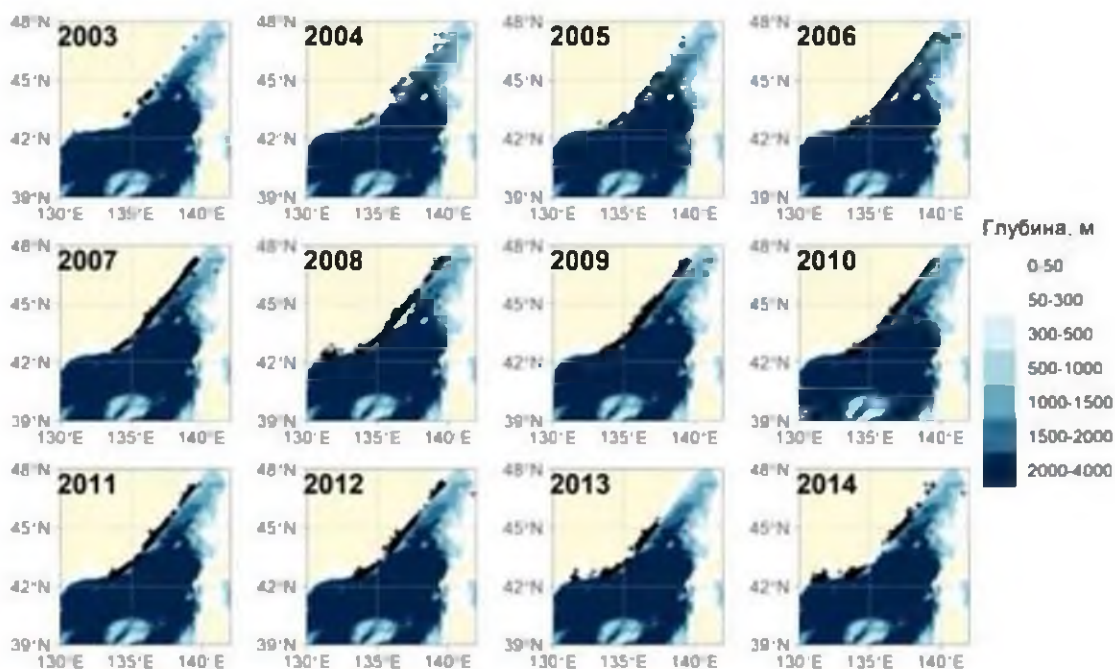 48°N 48°N 48°N 48°N
2003 2004 2005 2006
45°N 45°N 45°N 45°N
42°N 42°N 42°N 42°N
39°N 39°N 39°N 39°N
130°E 135°E 140°E 130°E 135°E 140°E 130°E 135°E 140°E 130°E 135°E 140°E
Глубина, м
48°N 48°N 48°N 48°N
2007 2008 2009 2010
0-50
45°N 45°N 45°N 45°N
50-300
300-500
42°N 42°N 42°N 42°N
500-1000
1000-1500
39°N 39°N 39°N 39°N
130°E 135°E 140°E 130°E 135°E 140°E 130°E 135°E 140°E 130°E 135°E 140°E
1500-2000
2000-4000
48°N 48°N 48°N 48°N
2011 2012 2013 2014
45°N 45°N 45°N 45°N
42°N 42°N 42°N 42°N
39°N 39°N 39°N 39°N
130°E 135°E 140°E 130°E 135°E 140°E 130°E 135°E 140°E 130°E 135°E 140°E